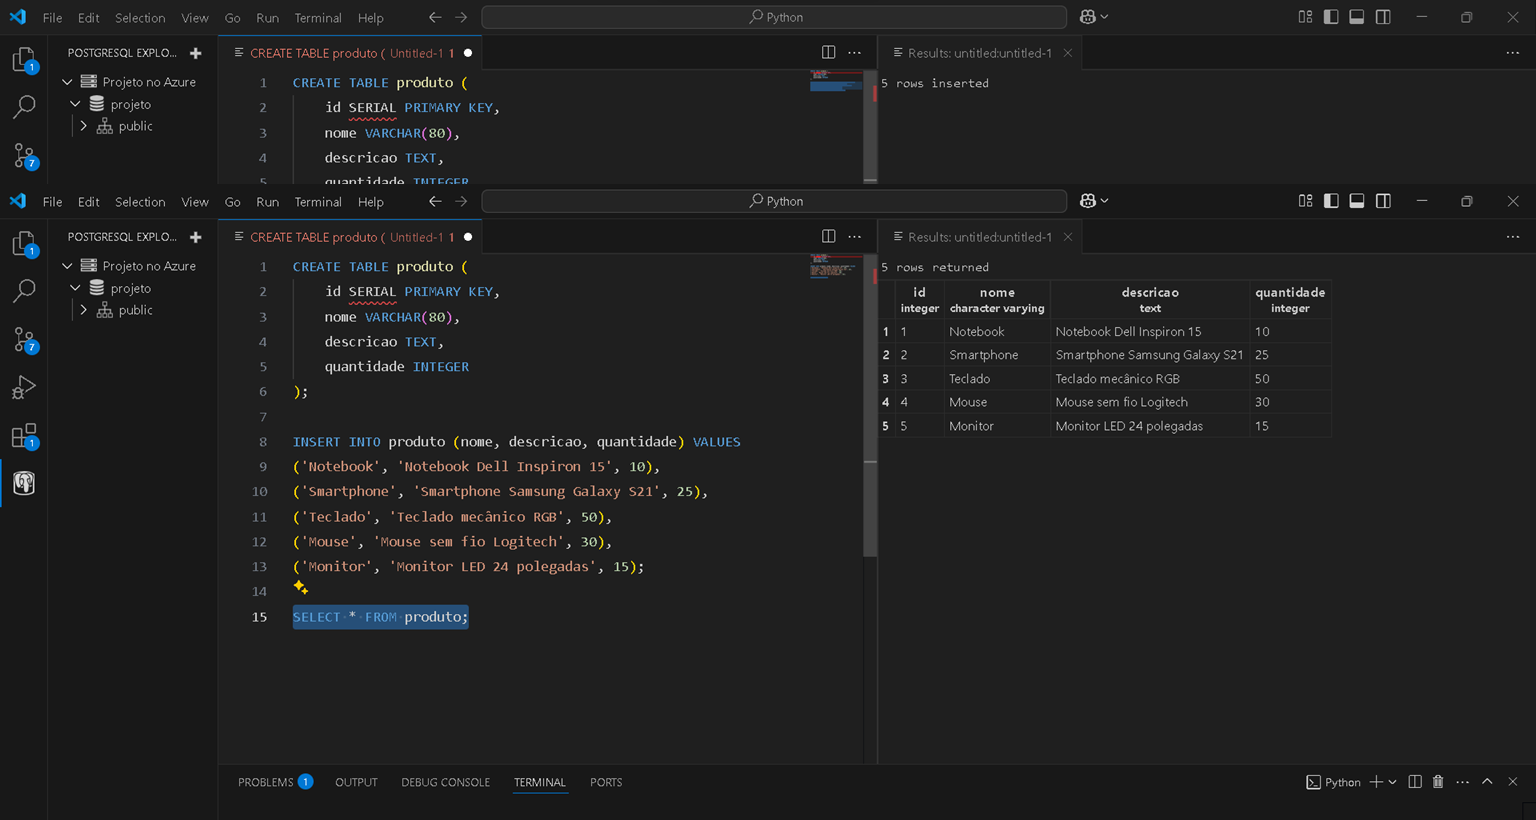 File Edit Selection View Go Run Terminal Help Python
POSTGRESQL EXPLO... CREATE TABLE produto ( Untitled-1 1 Results: untitled:untitled-1
1
Projeto no Azure
projeto
public
7
1 CREATE TABLE produto (
2 id SERIAL PRIMARY KEY,
3 nome VARCHAR(80),
4 descricao TEXT,
5 quantidade INTEGER
5 rows inserted
File Edit Selection View Go Run Terminal Help Python
POSTGRESQL EXPLO... CREATE TABLE produto ( Untitled-1 1 Results: untitled:untitled-1
1
Projeto no Azure
projeto
public
7
1
1 CREATE TABLE produto (
2 id SERIAL PRIMARY KEY,
3 nome VARCHAR(80),
4 descricao TEXT,
5 quantidade INTEGER
6 );
7
8 INSERT INTO produto (nome, descricao, quantidade) VALUES
9 ('Notebook', 'Notebook Dell Inspiron 15', 10),
10 ('Smartphone', 'Smartphone Samsung Galaxy S21', 25),
11 ('Teclado', 'Teclado mecânico RGB', 50),
12 ('Mouse', 'Mouse sem fio Logitech', 30),
13 ('Monitor', 'Monitor LED 24 polegadas', 15);
14
15 SELECT * FROM produto;
5 rows returned
id nome descricao quantidade
integer character varying text integer
1 1 Notebook Notebook Dell Inspiron 15 10
2 2 Smartphone Smartphone Samsung Galaxy S21 25
3 3 Teclado Teclado mecânico RGB 50
4 4 Mouse Mouse sem fio Logitech 30
5 5 Monitor Monitor LED 24 polegadas 15
PROBLEMS 1 OUTPUT DEBUG CONSOLE TERMINAL PORTS Python